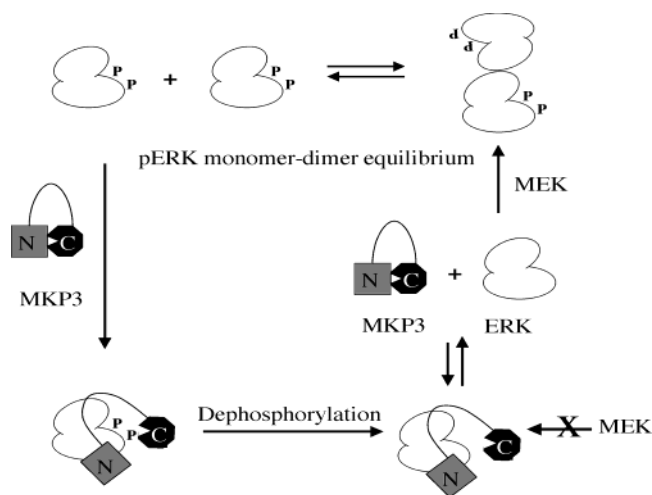 P
P
+
P
P
P
P
P
P
pERK monomer-dimer equilibrium
MEK
N C
MKP3
N C + 
MKP3 ERK
P
P C
N
Dephosphorylation
C
N
X MEK